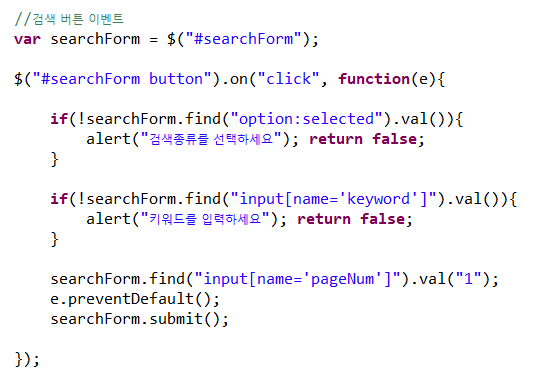 //검색 버튼 이벤트
var searchForm = $("#searchForm");
$("#searchForm button").on("click", function(e){
if(!searchForm.find("option:selected").val()){
alert("검색종류를 선택하세요"); return false;
}
if(!searchForm.find("input[name='keyword']").val()){
alert("키워드를 입력하세요"); return false;
}
searchForm.find("input[name='pageNum']").val("1");
e.preventDefault();
searchForm.submit();
});